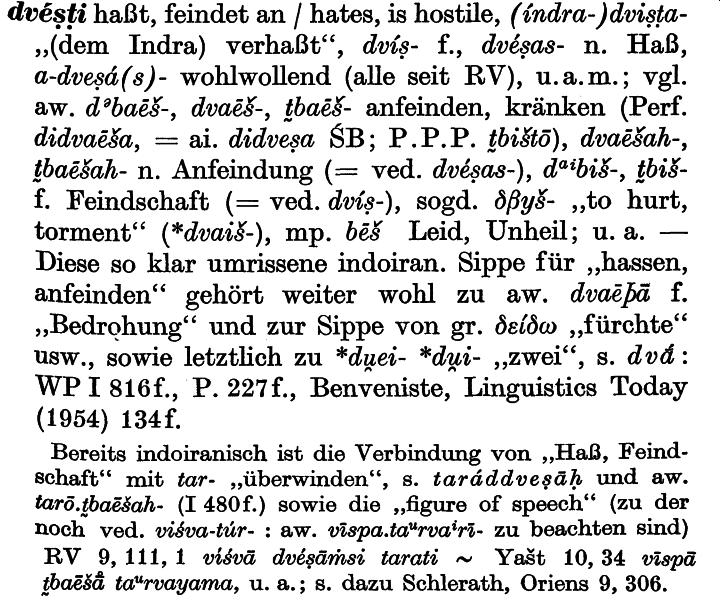 dvéṣṭi haßt, feindet an / hates, is hostile, (índra-)dviṣṭa-
„(dem Indra) verhaßt“, dvíṣ- f., dvéṣas- n. Haß,
a-dveṣá(s)- wohlwollend (alle seit RV), u. a. m.; vgl.
aw. dᵊbaēš-, dvaēš-, t̰baēš- anfeinden, kränken (Perf.
didvaēša, = ai. didveṣa ŚB; P.P.P. t̰bištō), dvaēšah-,
t̰baēšah- n. Anfeindung (= ved. dvéṣas-), dᵃⁱbiš-, t̰biš-
f. Feindschaft (= ved. dvíṣ-), sogd. δβyš- „to hurt,
torment“ (*dvaiš-), mp. bēš Leid, Unheil; u. a. —
Diese so klar umrissene indoiran. Sippe für „hassen,
anfeinden“ gehört weiter wohl zu aw. dvaēþā f.
„Bedrohung“ und zur Sippe von gr. δείδω „fürchte“
usw., sowie letztlich zu *du̯ei- *du̯i- „zwei“, s. dvá̄:
WP I 816f., P. 227f., Benveniste, Linguistics Today
(1954) 134f.
Bereits indoiranisch ist die Verbindung von „Haß, Feind-
schaft“ mit tar- „überwinden“, s. taráddveṣāḥ und aw.
tarō.t̰baēšah- (I 480f.) sowie die „figure of speech“ (zu der
noch ved. viśva-túr- : aw. vīspa.taᵘrvaⁱrī- zu beachten sind)
RV 9, 111, 1 víśvā dvéṣāṁsi tarati ~ Yašt 10, 34 vīspā
t̰baēšā̊ taᵘrvayama, u. a.; s. dazu Schlerath, Oriens 9, 306.